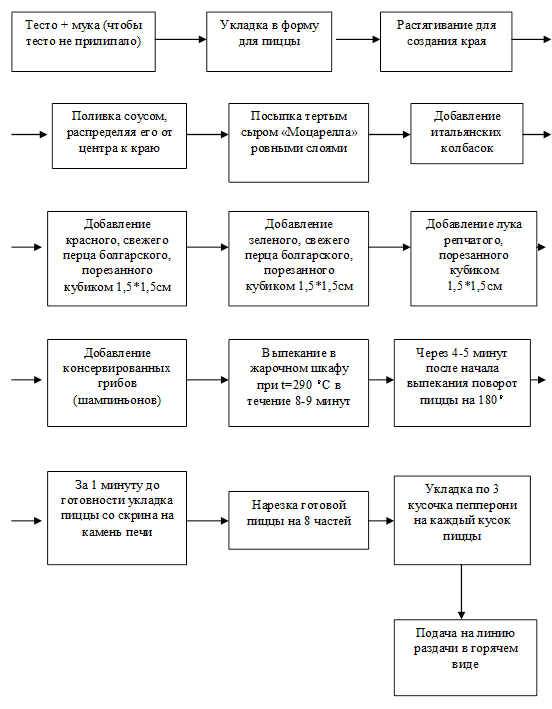 Тесто + мука (чтобы
тесто не прилипало)
Укладка в форму
для пиццы
Растягивание для
создания края
Поливка соусом,
распределяя его от
центра к краю
Посыпка тертым
сыром «Моцарелла»
ровными слоями
Добавление
итальянских
колбасок
Добавление
красного, свежего
перца болгарского,
порезанного
кубиком 1,5*1,5см
Добавление
зеленого, свежего
перца болгарского,
порезанного
кубиком 1,5*1,5см
Добавление лука
репчатого,
порезанного
кубиком
1,5*1,5см
Добавление
консервированных
грибов
(шампиньонов)
Выпекание в
жарочном шкафу
при t=290 °С в
течение 8-9 минут
Через 4-5 минут
после начала
выпекания поворот
пиццы на 180°
За 1 минуту до
готовности укладка
пиццы со скрина на
камень печи
Нарезка готовой
пиццы на 8 частей
Укладка по 3
кусочка пепперони
на каждый кусок
пиццы
Подача на линию
раздачи в горячем
виде